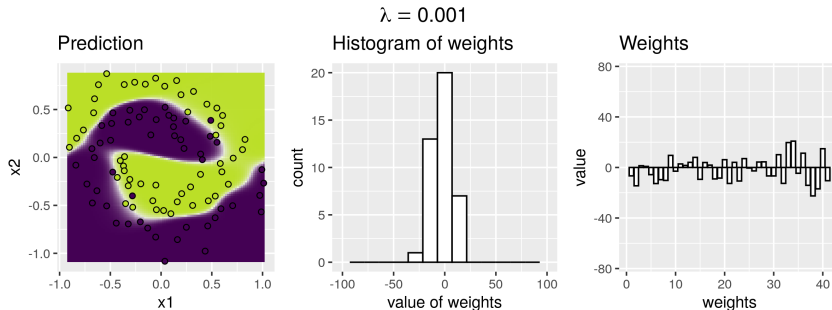 λ = 0.001
Prediction
Histogram of weights
Weights
0.5
0.0
-0.5
-1.0
x2
-1.0 -0.5 0.0 0.5 1.0
x1
20
15
10
5
0
count
-100 -50 0 50 100
value of weights
80
40
0
-40
-80
value
0 10 20 30 40
weights